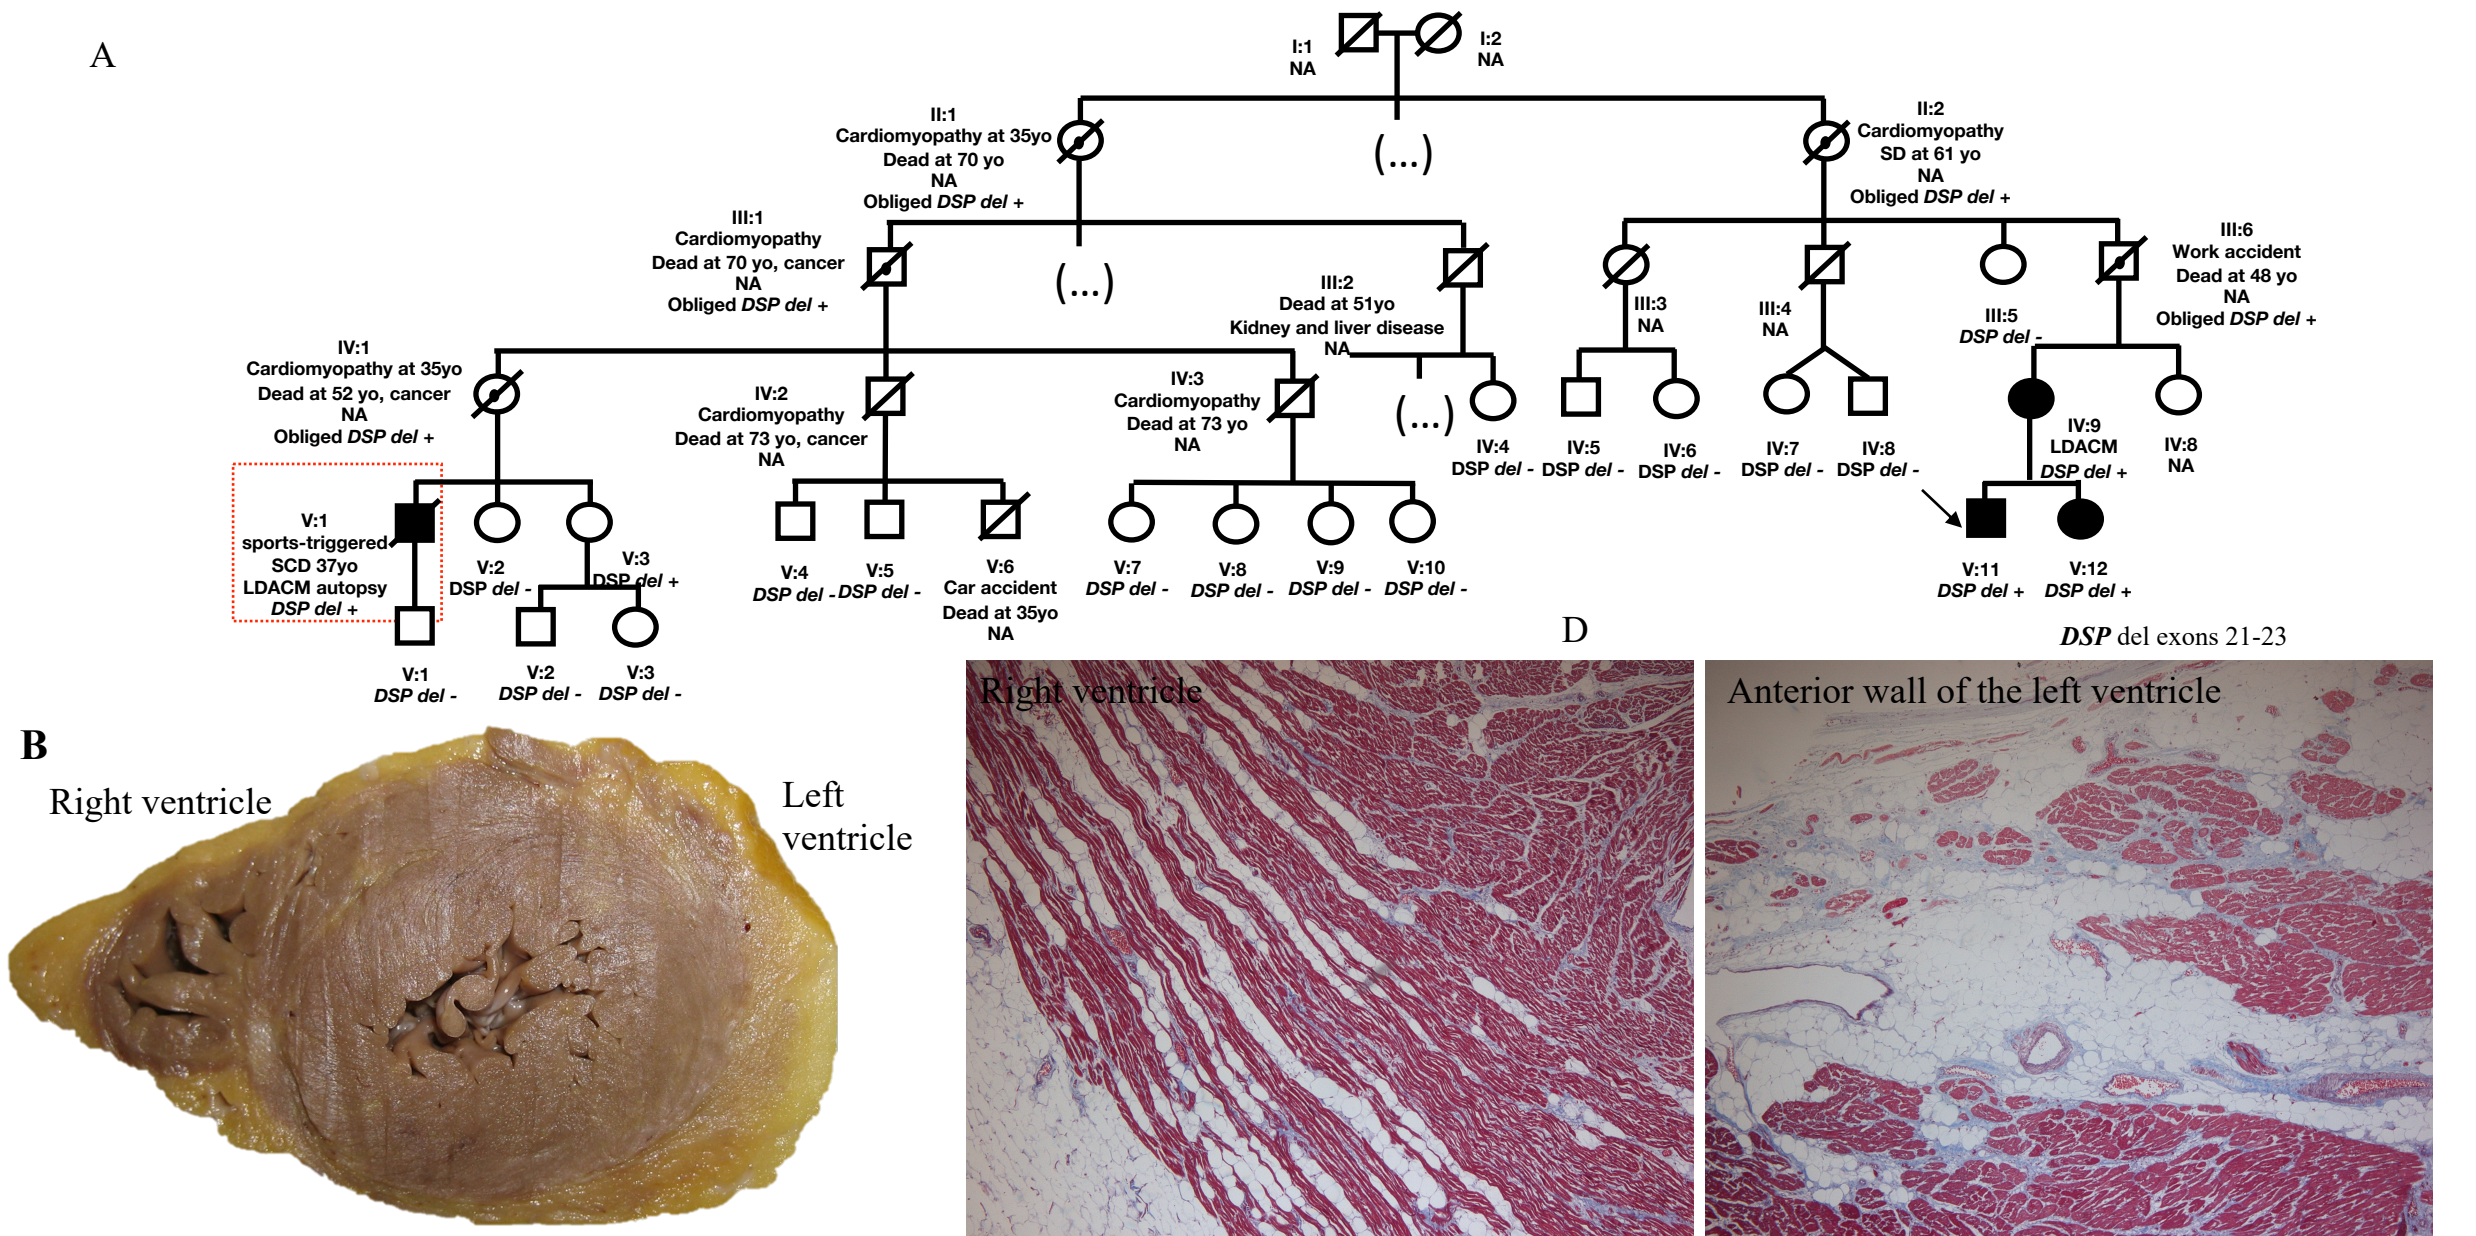 A
I:1
NA
I:2
NA
II:1
Cardiomyopathy at 35yo
Dead at 70 yo
NA
Obliged DSP del +
(...)
II:2
Cardiomyopathy
SD at 61 yo
NA
Obliged DSP del +
III:1
Cardiomyopathy
Dead at 70 yo, cancer
NA
Obliged DSP del +
(...)
III:2
Dead at 51yo
Kidney and liver disease
NA
III:3
NA
III:4
NA
III:5
DSP del -
III:6
Work accident
Dead at 48 yo
NA
Obliged DSP del +
IV:1
Cardiomyopathy at 35yo
Dead at 52 yo, cancer
NA
Obliged DSP del +
IV:2
Cardiomyopathy
Dead at 73 yo, cancer
NA
IV:3
Cardiomyopathy
Dead at 73 yo
NA
(...)
IV:4
DSP del -
IV:5
DSP del -
IV:6
DSP del -
IV:7
DSP del -
IV:8
DSP del -
IV:9
LDACM
DSP del +
IV:8
NA
V:1
sports-triggered
SCD 37yo
LDACM autopsy
DSP del +
V:2
DSP del -
V:3
DSP del +
V:4
DSP del -
V:5
DSP del -
V:6
Car accident
Dead at 35yo
NA
V:7
DSP del -
V:8
DSP del -
V:9
DSP del -
V:10
DSP del -
V:11
DSP del +
V:12
DSP del +
V:1
DSP del -
V:2
DSP del -
V:3
DSP del -
DSP del exons 21-23
B
Right ventricle
Left
ventricle
D
Right ventricle
Anterior wall of the left ventricle